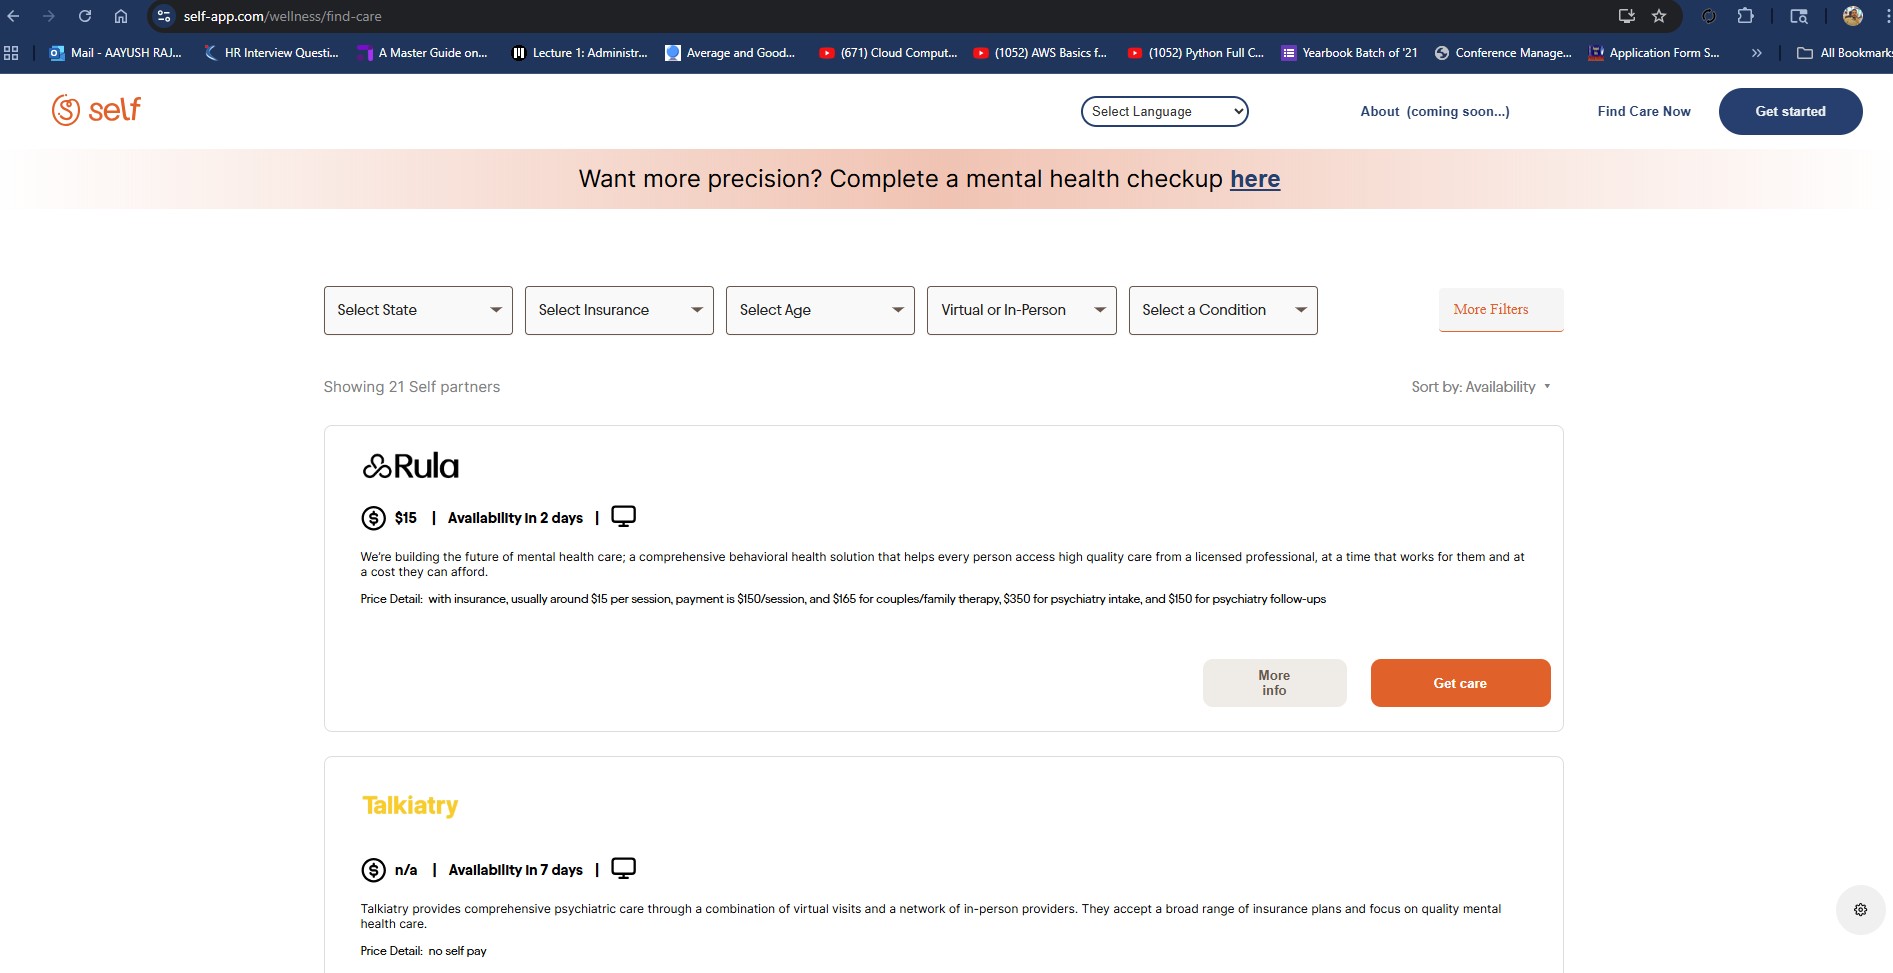 self-app.com/wellness/find-care
Mail - AAYUSH RAJ...
HR Interview Questi...
A Master Guide on...
Lecture 1: Administr...
Average and Good...
(671) Cloud Comput...
(1052) AWS Basics f...
(1052) Python Full C...
Yearbook Batch of '21
Conference Manage...
Application Form S...
»
All Bookmarks
self
Select Language
About (coming soon...)
Find Care Now
Get started
Want more precision? Complete a mental health checkup here
Select State
Select Insurance
Select Age
Virtual or In-Person
Select a Condition
More Filters
Showing 21 Self partners
Sort by: Availability
Rula
$15 | Availability in 2 days |
We're building the future of mental health care; a comprehensive behavioral health solution that helps every person access high quality care from a licensed professional, at a time that works for them and at
a cost they can afford.
Price Detail: with insurance, usually around $15 per session, payment is $150/session, and $165 for couples/family therapy, $350 for psychiatry intake, and $150 for psychiatry follow-ups
More
info
Get care
Talkiatry
n/a | Availability in 7 days |
Talkiatry provides comprehensive psychiatric care through a combination of virtual visits and a network of in-person providers. They accept a broad range of insurance plans and focus on quality mental
health care.
Price Detail: no self pay